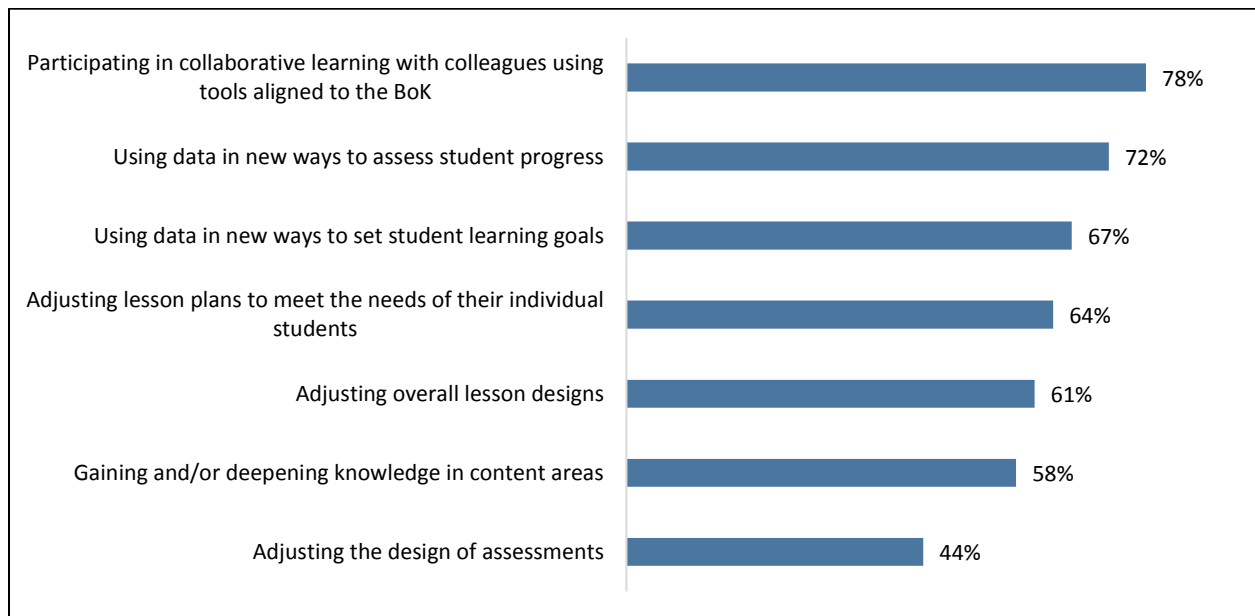 Participating in collaborative learning with colleagues using
tools aligned to the BoK
78%
Using data in new ways to assess student progress
72%
Using data in new ways to set student learning goals
67%
Adjusting lesson plans to meet the needs of their individual
students
64%
Adjusting overall lesson designs
61%
Gaining and/or deepening knowledge in content areas
58%
Adjusting the design of assessments
44%